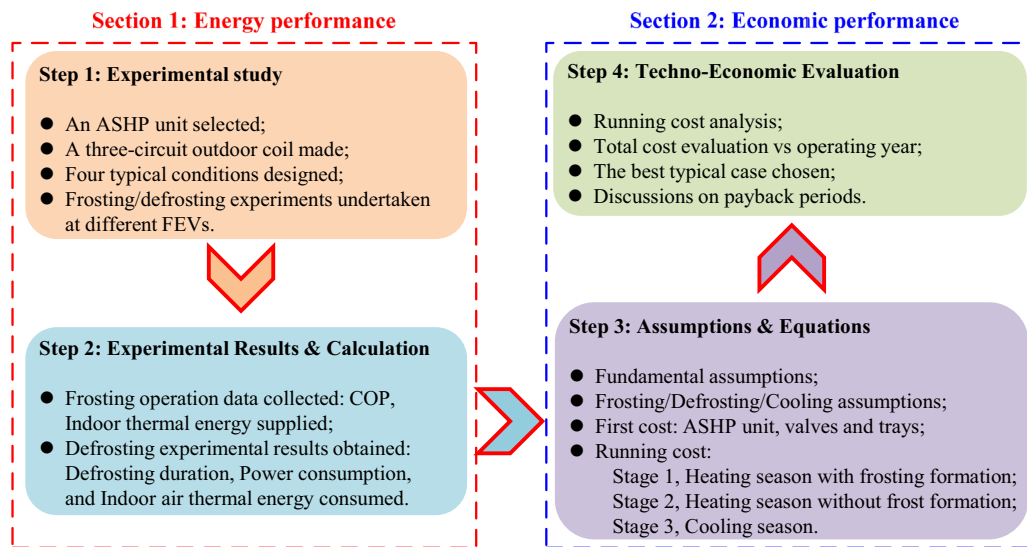 Section 1: Energy performance
Step 1: Experimental study
● An ASHP unit selected;
● A three-circuit outdoor coil made;
● Four typical conditions designed;
● Frosting/defrosting experiments undertaken
at different FEVs.
Step 2: Experimental Results & Calculation
● Frosting operation data collected: COP,
Indoor thermal energy supplied;
● Defrosting experimental results obtained:
Defrosting duration, Power consumption,
and Indoor air thermal energy consumed.
Section 2: Economic performance
Step 3: Assumptions & Equations
● Fundamental assumptions;
● Frosting/Defrosting/Cooling assumptions;
● First cost: ASHP unit, valves and trays;
● Running cost:
Stage 1, Heating season with frosting formation;
Stage 2, Heating season without frost formation;
Stage 3, Cooling season.
Step 4: Techno-Economic Evaluation
● Running cost analysis;
● Total cost evaluation vs operating year;
● The best typical case chosen;
● Discussions on payback periods.